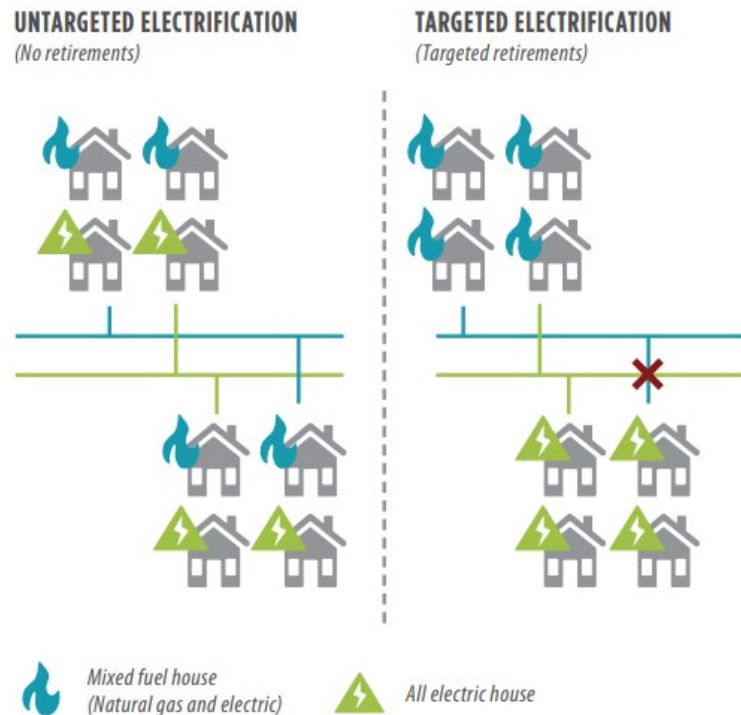 UNTARGETED ELECTRIFICATION
(No retirements)
TARGETED ELECTRIFICATION
(Targeted retirements)
Mixed fuel house
(Natural gas and electric)
All electric house